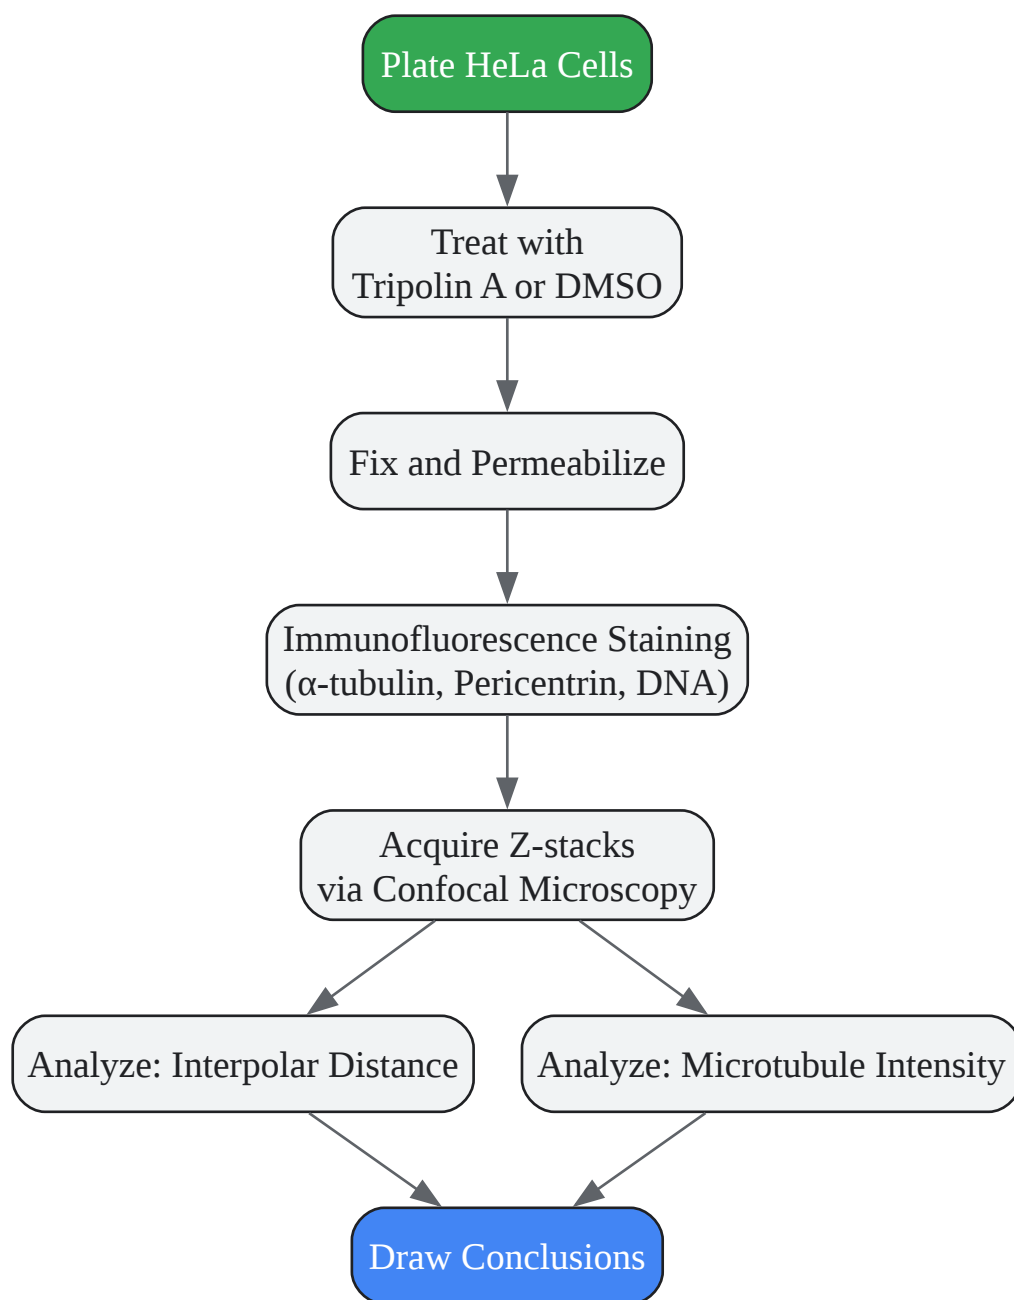 Plate HeLa Cells
Treat with
Tripolin A or DMSO
Fix and Permeabilize
Immunofluorescence Staining
(α-tubulin, Pericentrin, DNA)
Acquire Z-stacks
via Confocal Microscopy
Analyze: Interpolar Distance
Analyze: Microtubule Intensity
Draw Conclusions